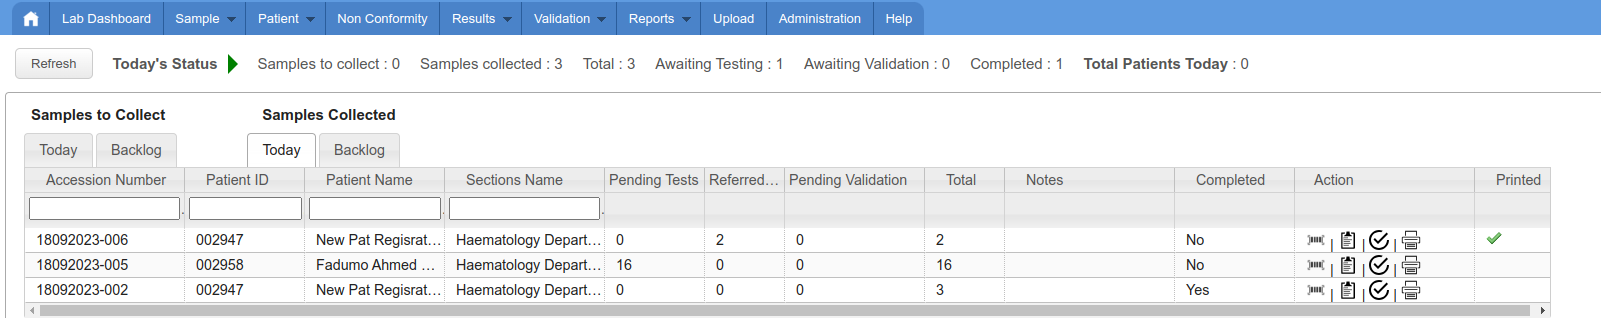 Lab Dashboard Sample Patient Non Conformity Results Validation Reports Upload Administration Help
Refresh Today's Status Samples to collect : 0 Samples collected : 3 Total : 3 Awaiting Testing : 1 Awaiting Validation : 0 Completed : 1 Total Patients Today : 0
Samples to Collect Samples Collected
Today Backlog Today Backlog
Accession Number Patient ID Patient Name Sections Name Pending Tests Referred... Pending Validation Total Notes Completed Action Printed
18092023-006 002947 New Pat Regisrat... Haematology Depart... 0 2 0 2 No
18092023-005 002958 Fadumo Ahmed ... Haematology Depart... 16 0 0 16 No
18092023-002 002947 New Pat Regisrat... Haematology Depart... 0 0 0 3 Yes